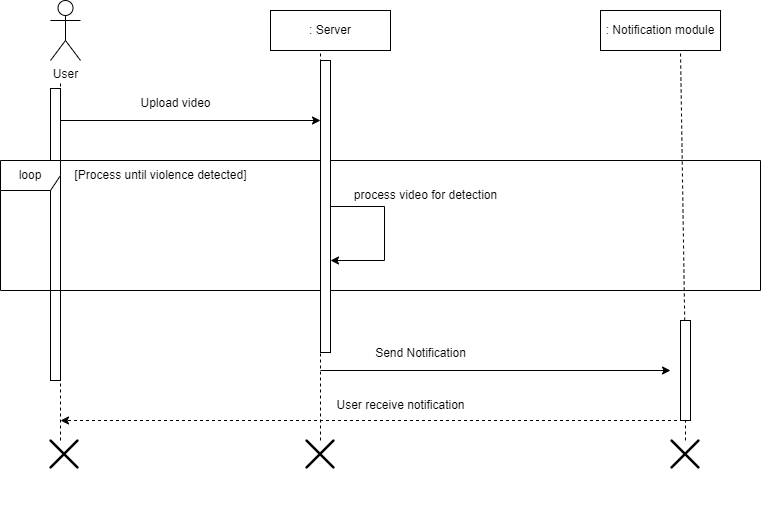 : Server
: Notification module
User
Upload video
loop
[Process until violence detected]
process video for detection
Send Notification
User receive notification